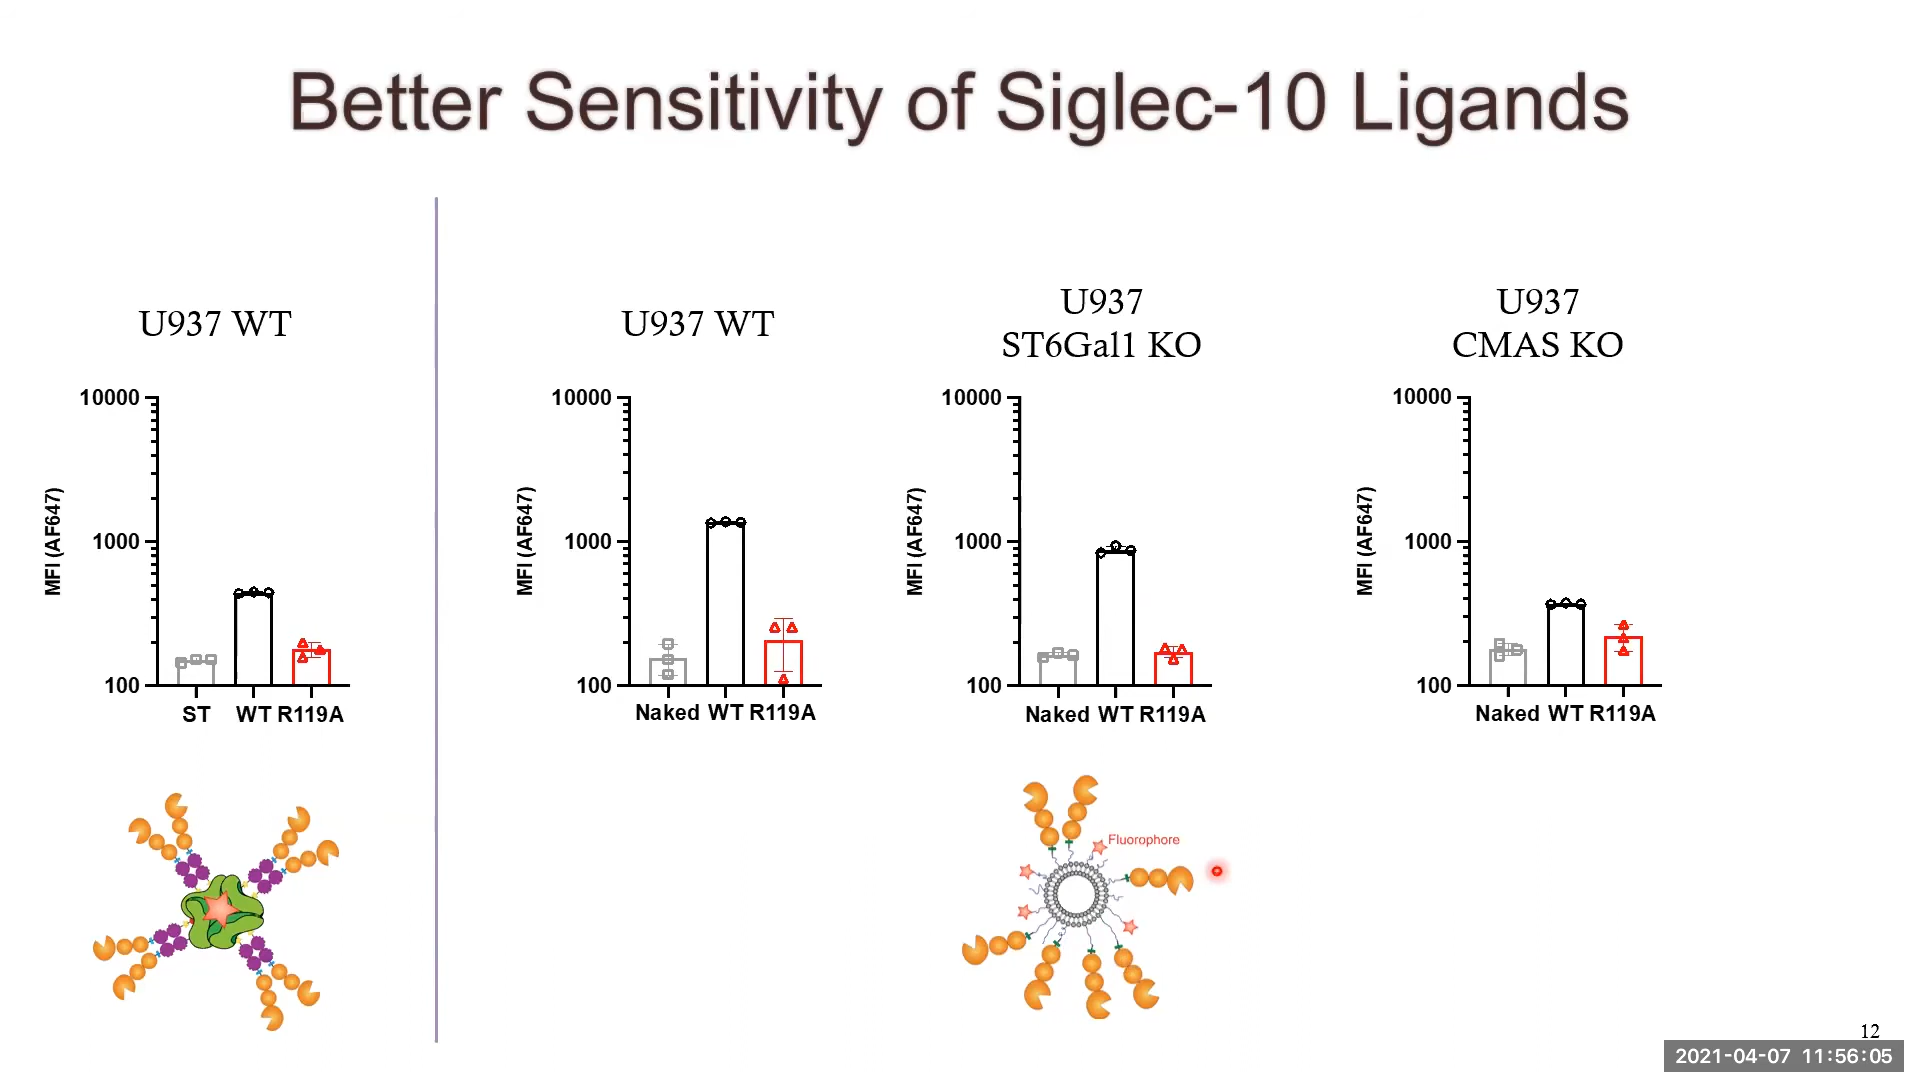 Better Sensitivity of Siglec-10 Ligands
U937 WT
10000
1000
100
MFI (AF647)
ST WT R119A
U937 WT
10000
1000
100
MFI (AF647)
Naked WT R119A
U937
ST6Gal1 KO
10000
1000
100
MFI (AF647)
Naked WT R119A
U937
CMAS KO
10000
1000
100
MFI (AF647)
Naked WT R119A
Fluorophore
12
2021-04-07 11:56:05